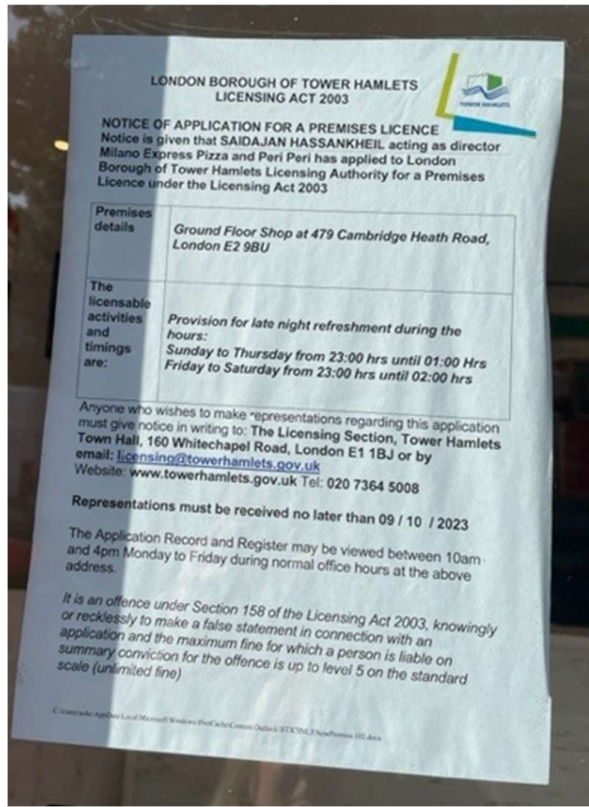 LONDON BOROUGH OF TOWER HAMLETS
LICENSING ACT 2003
TOWER HAMLETS
NOTICE OF APPLICATION FOR A PREMISES LICENCE
Notice is given that SAIDAJAN HASSANKHEIL acting as director
Milano Express Pizza and Peri Peri has applied to London
Borough of Tower Hamlets Licensing Authority for a Premises
Licence under the Licensing Act 2003
Premises
details
Ground Floor Shop at 479 Cambridge Heath Road,
London E2 9BU
The
licensable
activities
and
timings
are:
Provision for late night refreshment during the
hours:
Sunday to Thursday from 23:00 hrs until 01:00 Hrs
Friday to Saturday from 23:00 hrs until 02:00 hrs
Anyone who wishes to make representations regarding this application
must give notice in writing to: The Licensing Section, Tower Hamlets
Town Hall, 160 Whitechapel Road, London E1 1BJ or by
email: licensing@towerhamlets.gov.uk
Website: www.towerhamlets.gov.uk Tel: 020 7364 5008
Representations must be received no later than 09 / 10 / 2023
The Application Record and Register may be viewed between 10am
and 4pm Monday to Friday during normal office hours at the above
address.
It is an offence under Section 158 of the Licensing Act 2003, knowingly
or recklessly to make a false statement in connection with an
application and the maximum fine for which a person is liable on
summary conviction for the offence is up to level 5 on the standard
scale (unlimited fine)